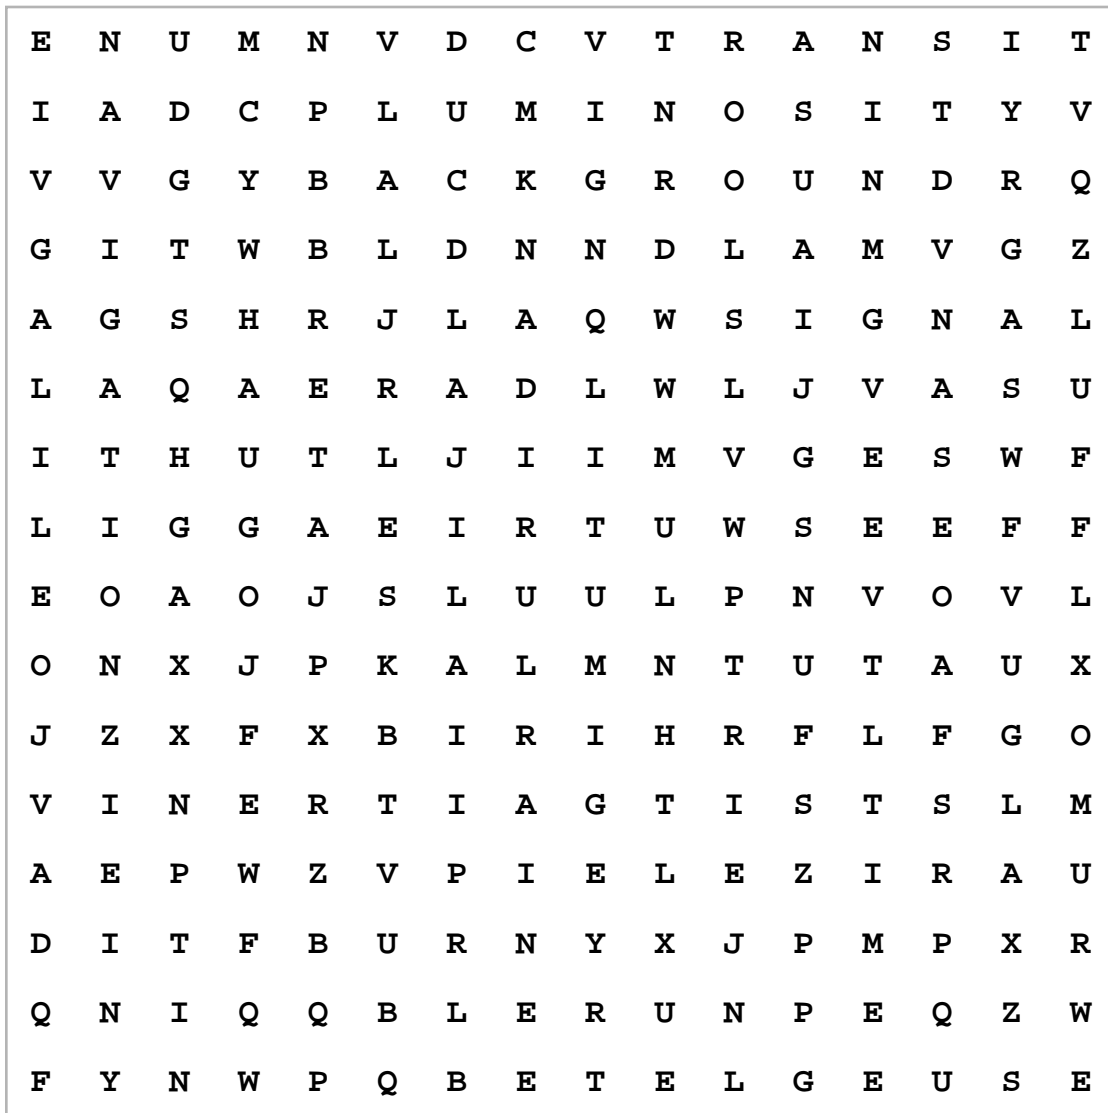 E N U M N V D C V T R A N S I T
I A D C P L U M I N O S I T Y V
V V G Y B A C K G R O U N D R Q
G I T W B L D N N D L A M V G Z
A G S H R J L A Q W S I G N A L
L A Q A E R A D L W L J V A S U
I T H U T L J I I M V G E S W F
L I G G A E I R T U W S E E F F
E O A O J S L U U L P N V O V L
O N X J P K A L M N T U T A U X
J Z X F X B I R I H R F L F G O
V I N E R T I A G T I S T S L M
A E P W Z V P I E L E Z I R A U
D I T F B U R N Y X J P M P X R
Q N I Q Q B L E R U N P E Q Z W
F Y N W P Q B E T E L G E U S E